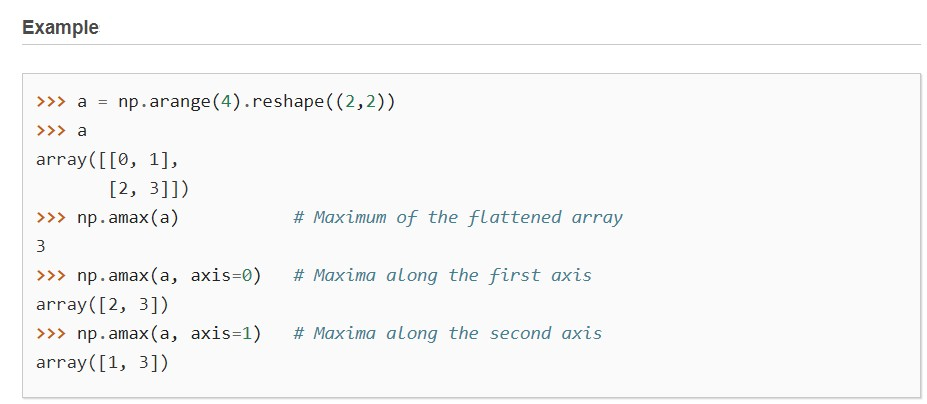 Example
>>> a = np.arange(4).reshape((2,2))
>>> a
array([[0, 1],
       [2, 3]])
>>> np.amax(a)           # Maximum of the flattened array
3
>>> np.amax(a, axis=0)   # Maxima along the first axis
array([2, 3])
>>> np.amax(a, axis=1)   # Maxima along the second axis
array([1, 3])